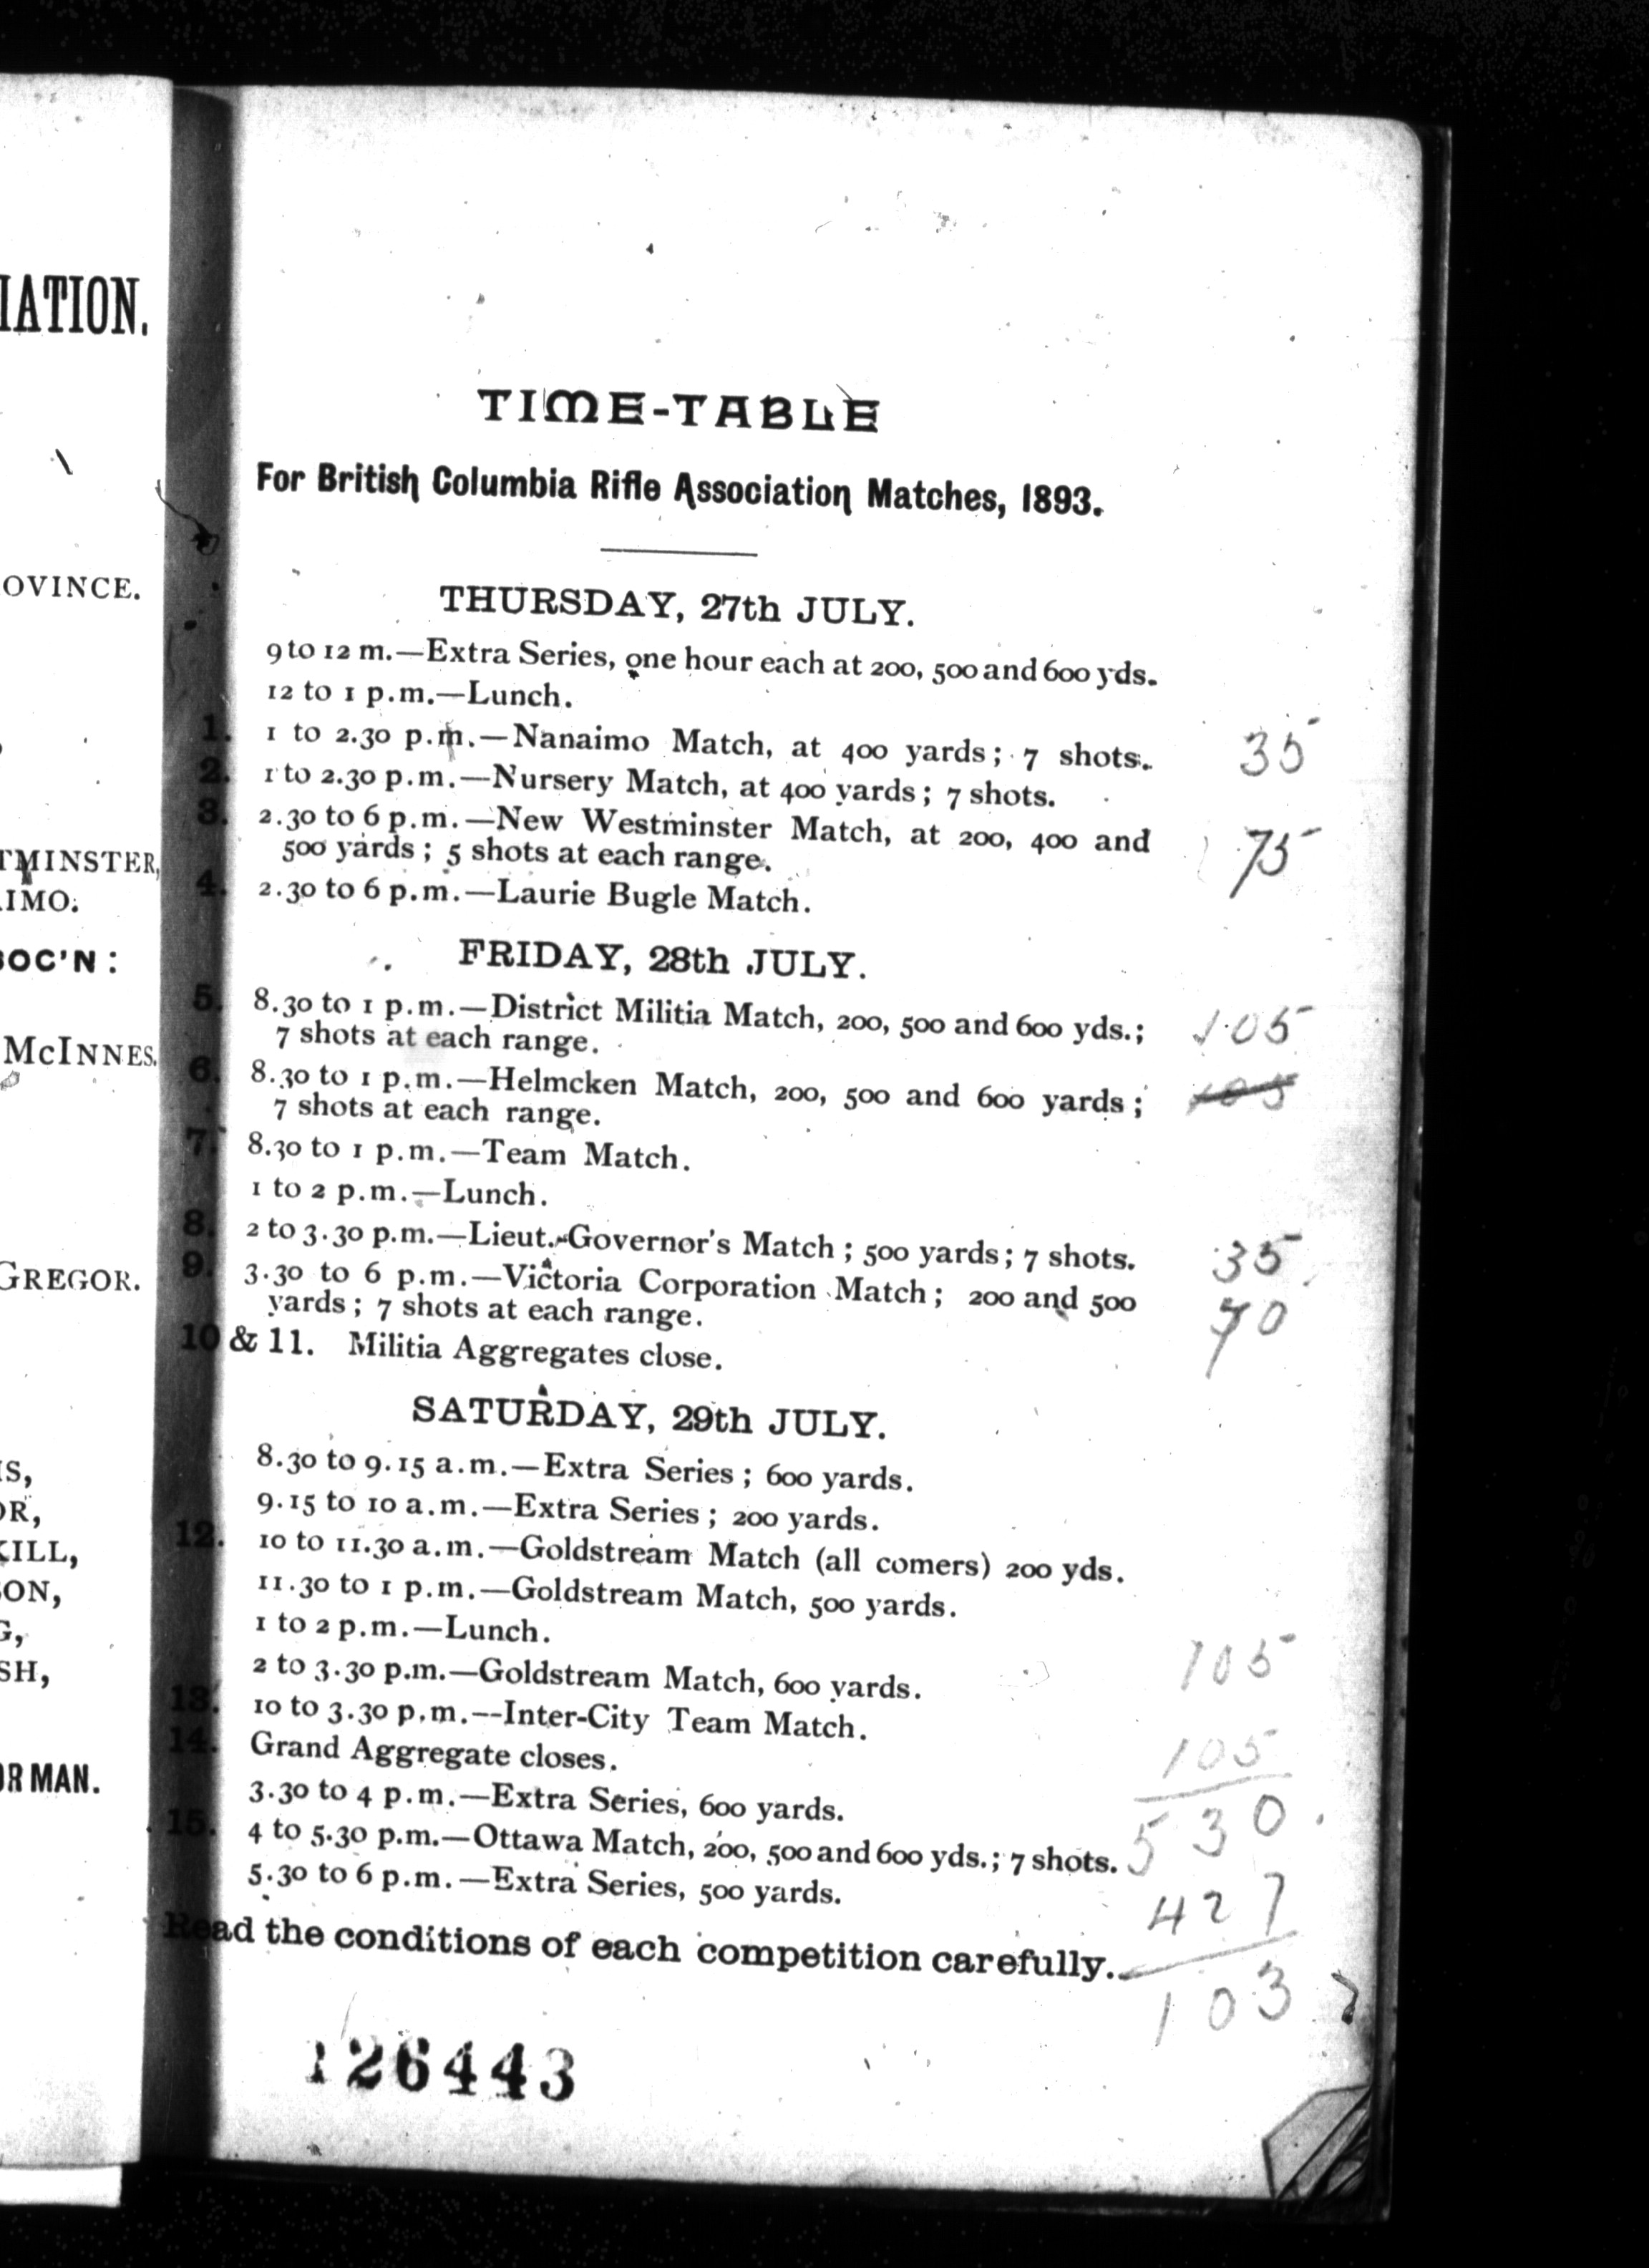 IATION.
OVINCE.
TMINSTER,
IMO.
SOC'N :
McINNES.
GREGOR.
IS,
OR,
KILL,
SON,
G,
SH,
OR MAN.
TIME-TABLE
For British Columbia Rifle Association Matches, 1893.
THURSDAY, 27th JULY.
9 to 12 m.—Extra Series, one hour each at 200, 500 and 600 yds.
12 to 1 p.m.—Lunch.
1. 1 to 2.30 p.m.—Nanaimo Match, at 400 yards; 7 shots. 35
2. 1 to 2.30 p.m.—Nursery Match, at 400 yards; 7 shots.
3. 2.30 to 6 p.m.—New Westminster Match, at 200, 400 and 75
500 yards; 5 shots at each range.
4. 2.30 to 6 p.m.—Laurie Bugle Match.
FRIDAY, 28th JULY.
5. 8.30 to 1 p.m.—District Militia Match, 200, 500 and 600 yds.; 105
7 shots at each range.
6. 8.30 to 1 p.m.—Helmcken Match, 200, 500 and 600 yards; 105
7 shots at each range.
7. 8.30 to 1 p.m.—Team Match.
1 to 2 p.m.—Lunch.
8. 2 to 3.30 p.m.—Lieut.-Governor's Match; 500 yards; 7 shots. 35
9. 3.30 to 6 p.m.—Victoria Corporation Match; 200 and 500 70
yards; 7 shots at each range.
10 & 11. Militia Aggregates close.
SATURDAY, 29th JULY.
8.30 to 9.15 a.m.—Extra Series; 600 yards.
9.15 to 10 a.m.—Extra Series; 200 yards.
12. 10 to 11.30 a.m.—Goldstream Match (all comers) 200 yds.
11.30 to 1 p.m.—Goldstream Match, 500 yards.
1 to 2 p.m.—Lunch.
2 to 3.30 p.m.—Goldstream Match, 600 yards. 105
13. 10 to 3.30 p.m.--Inter-City Team Match.
14. Grand Aggregate closes. 105
3.30 to 4 p.m.—Extra Series, 600 yards.
15. 4 to 5.30 p.m.—Ottawa Match, 200, 500 and 600 yds.; 7 shots. 530
5.30 to 6 p.m.—Extra Series, 500 yards. 427
Read the conditions of each competition carefully.
103
126443